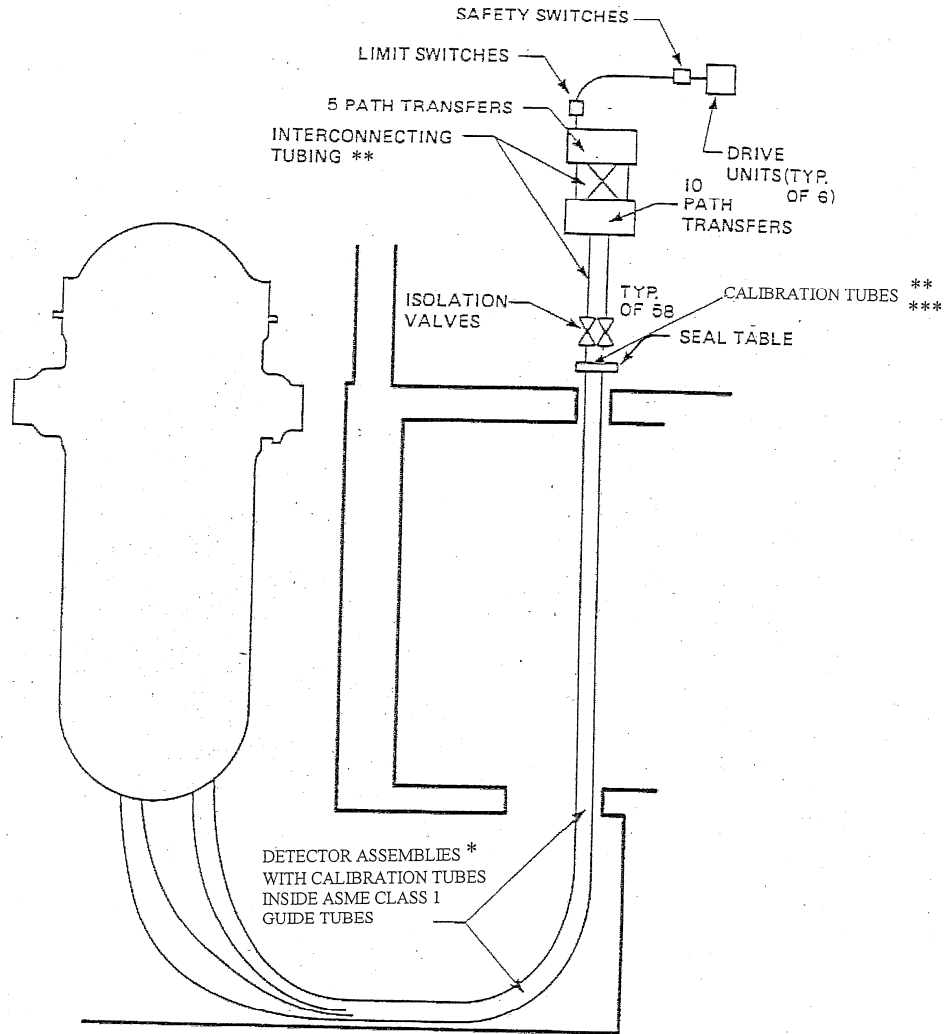 SAFETY SWITCHES
LIMIT SWITCHES
5 PATH TRANSFERS
INTERCONNECTING
TUBING **
DRIVE
UNITS (TYP.
OF 6)
10
PATH
TRANSFERS
ISOLATION
VALVES
TYP.
OF 58
CALIBRATION TUBES **
***
SEAL TABLE
DETECTOR ASSEMBLIES *
WITH CALIBRATION TUBES
INSIDE ASME CLASS 1
GUIDE TUBES